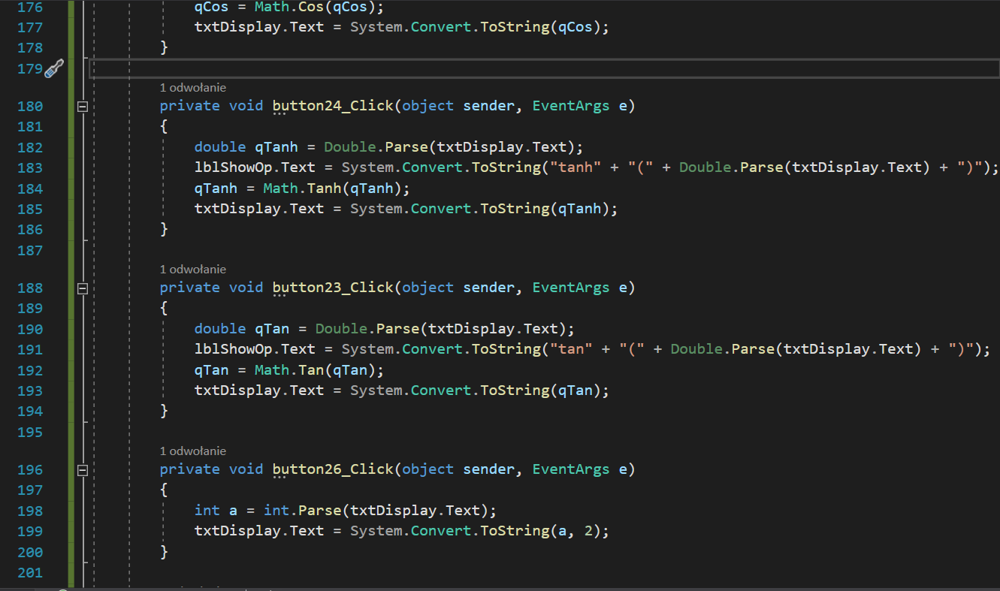 176 qCos = Math.Cos(qCos);
177 txtDisplay.Text = System.Convert.ToString(qCos);
178 }
179
1 odwołanie
180 private void button24_Click(object sender, EventArgs e)
181 {
182 double qTanh = Double.Parse(txtDisplay.Text);
183 lblShowOp.Text = System.Convert.ToString("tanh" + "(" + Double.Parse(txtDisplay.Text) + ")");
184 qTanh = Math.Tanh(qTanh);
185 txtDisplay.Text = System.Convert.ToString(qTanh);
186 }
187
1 odwołanie
188 private void button23_Click(object sender, EventArgs e)
189 {
190 double qTan = Double.Parse(txtDisplay.Text);
191 lblShowOp.Text = System.Convert.ToString("tan" + "(" + Double.Parse(txtDisplay.Text) + ")");
192 qTan = Math.Tan(qTan);
193 txtDisplay.Text = System.Convert.ToString(qTan);
194 }
195
1 odwołanie
196 private void button26_Click(object sender, EventArgs e)
197 {
198 int a = int.Parse(txtDisplay.Text);
199 txtDisplay.Text = System.Convert.ToString(a, 2);
200 }
201